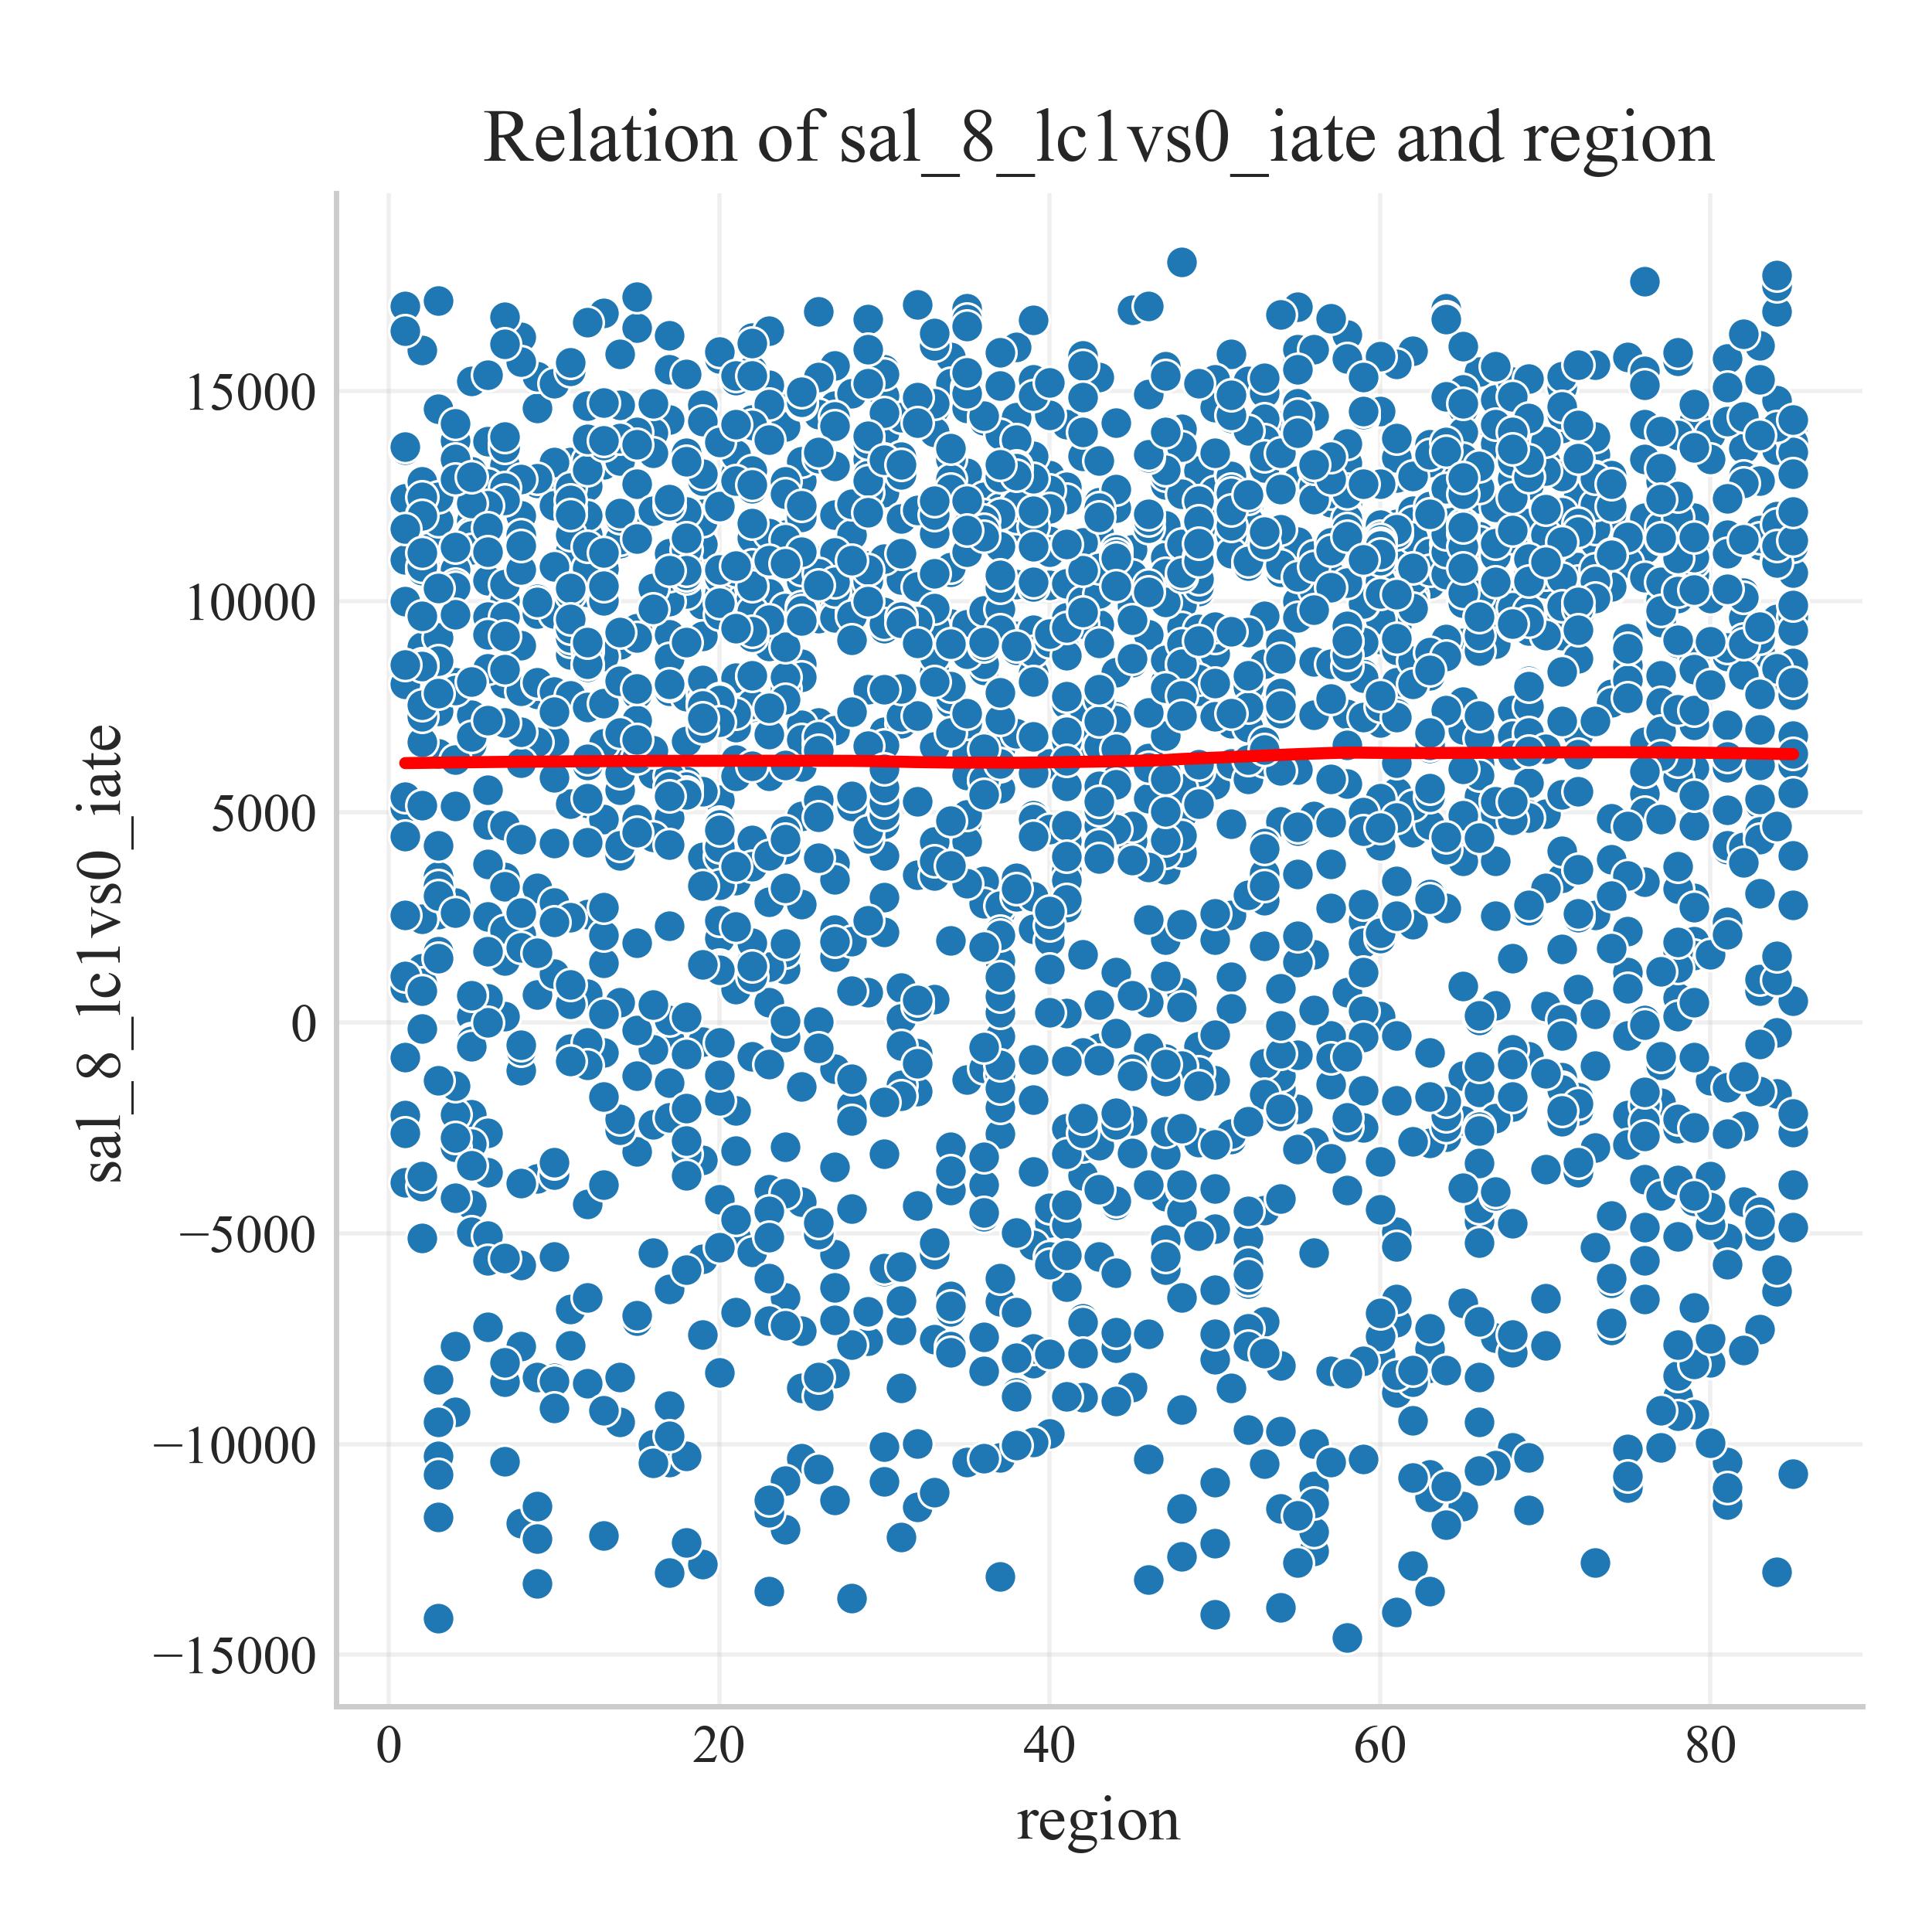 Relation of sal_8_lc1vs0_iate and region
sal_8_lc1vs0_iate
15000
10000
5000
0
−5000
−10000
−15000
0 20 40 60 80
region